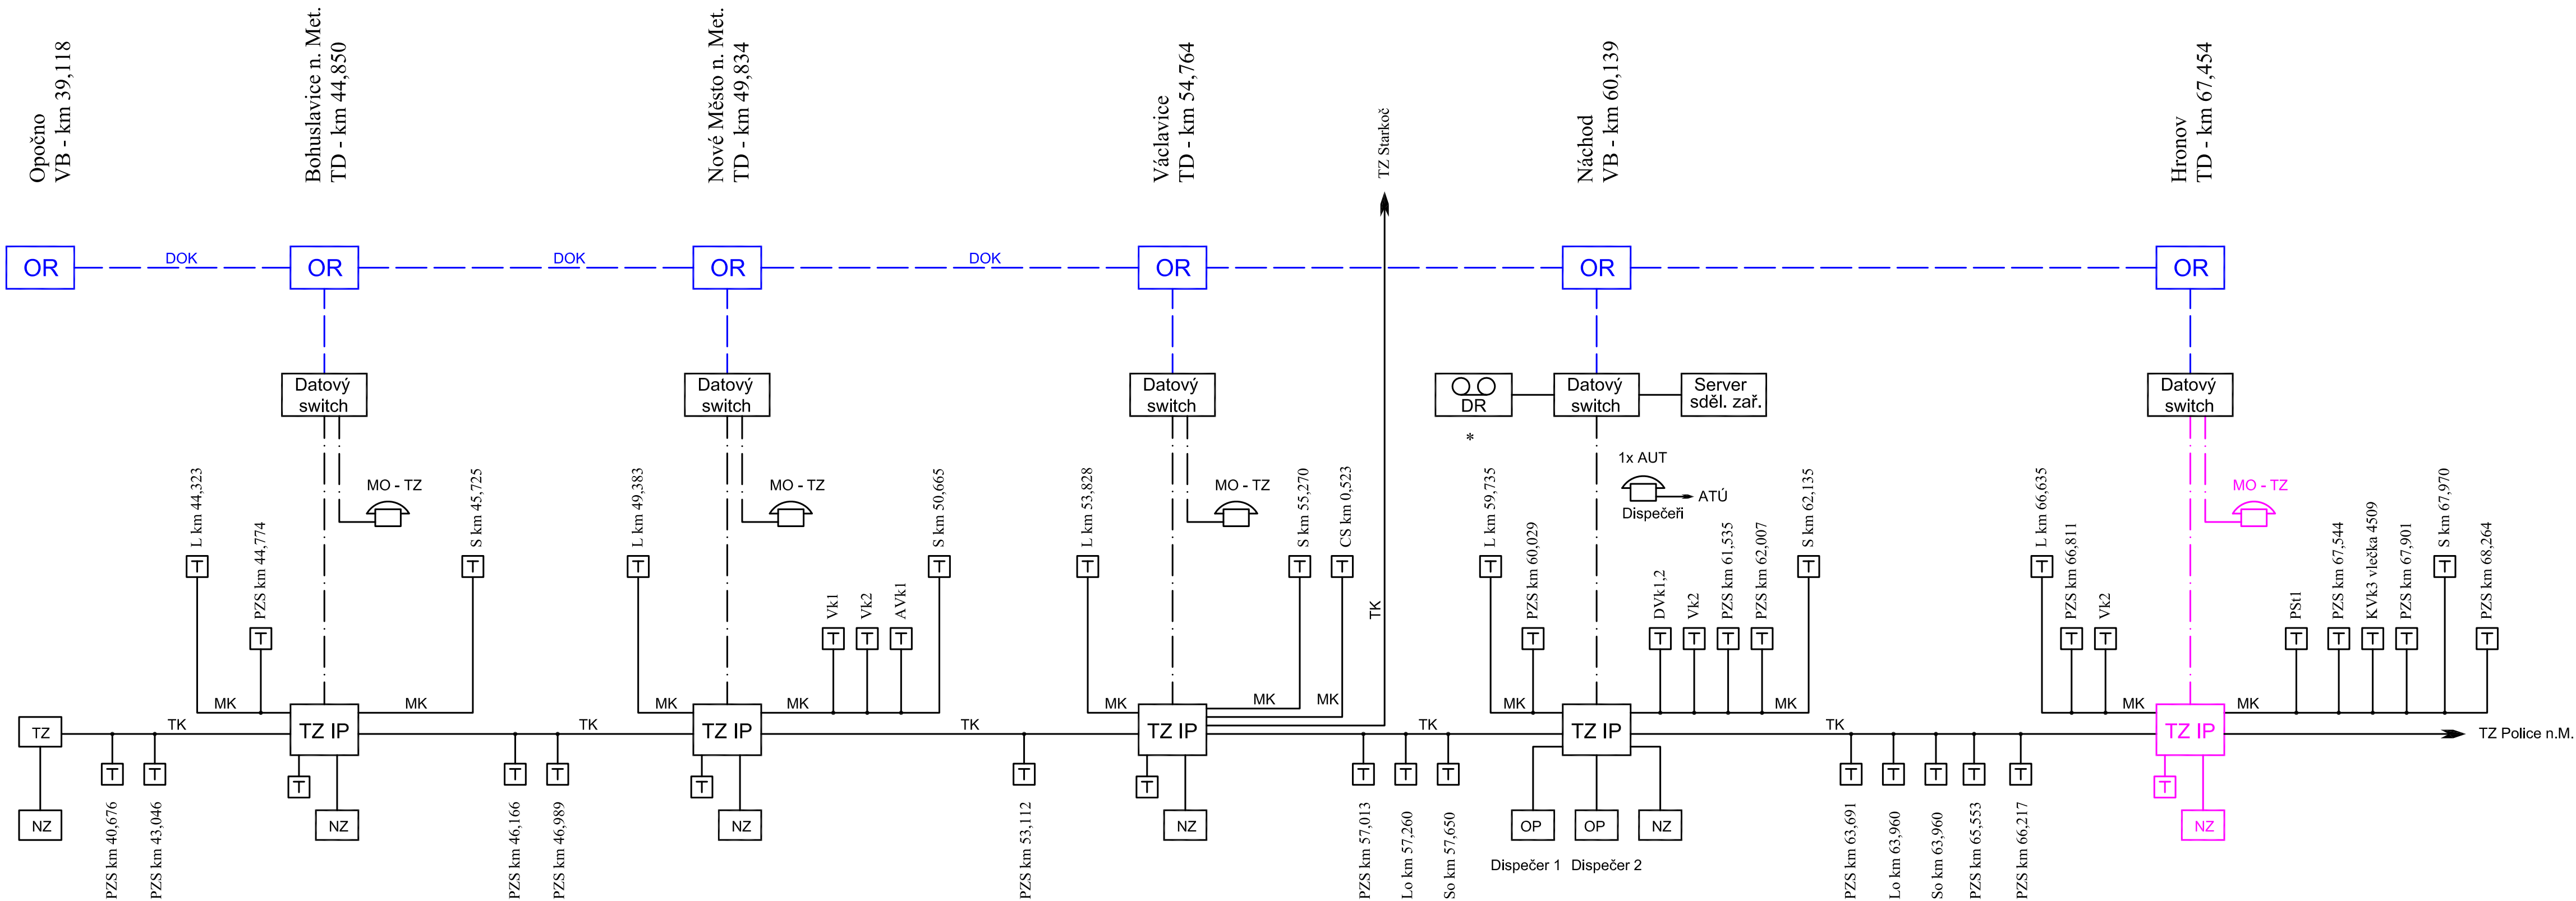 Opočno
VB - km 39,118
Bohuslavice n. Met.
TD - km 44,850
Nové Město n. Met.
TD - km 49,834
Václavice
TD - km 54,764
TZ Starkoč
Náchod
VB - km 60,139
Hronov
TD - km 67,454
OR
DOK
OR
DOK
OR
DOK
OR
OR
OR
Datový
switch
Datový
switch
Datový
switch
DR
*
Datový
switch
Server
sděl. zař.
Datový
switch
MO - TZ
MO - TZ
MO - TZ
1x AUT
ATÚ
Dispečeři
MO - TZ
L km 44,323
T
PZS km 44,774
T
S km 45,725
T
L km 49,383
T
Vk1
T
Vk2
T
AVk1
T
S km 50,665
T
L km 53,828
T
S km 55,270
T
CS km 0,523
T
TK
L km 59,735
T
PZS km 60,029
T
DVk1,2
T
Vk2
T
PZS km 61,535
T
PZS km 62,007
T
S km 62,135
T
L km 66,635
T
PZS km 66,811
T
Vk2
T
PSt1
T
PZS km 67,544
T
KVk3 vlečka 4509
T
PZS km 67,901
T
S km 67,970
T
PZS km 68,264
T
MK
MK
MK
MK
MK
MK
MK
MK
MK
MK
MK
TZ
TK
TZ IP
TK
TZ IP
TK
TZ IP
TK
TZ IP
TK
TZ IP
TZ Police n.M.
NZ
T
PZS km 40,676
T
PZS km 43,046
T
NZ
T
PZS km 46,166
T
PZS km 46,989
T
NZ
T
PZS km 53,112
T
NZ
T
PZS km 57,013
T
Lo km 57,260
T
So km 57,650
OP
OP
NZ
Dispečer 1
Dispečer 2
T
PZS km 63,691
T
Lo km 63,960
T
So km 63,960
T
PZS km 65,553
T
PZS km 66,217
T
NZ